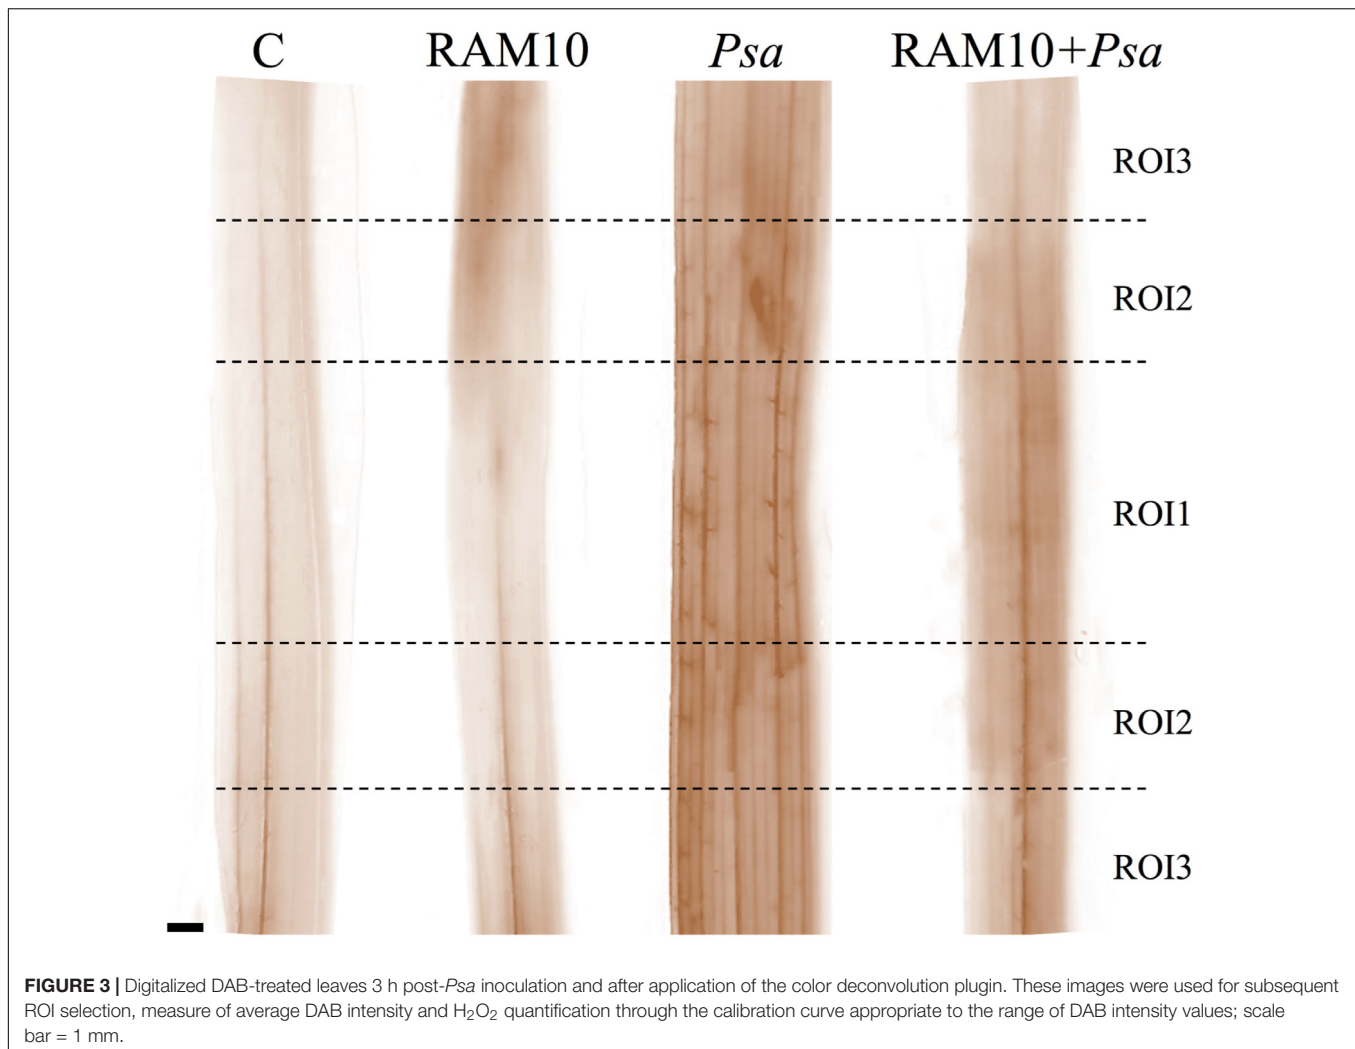 C RAM10 Psa RAM10+Psa
ROI3
ROI2
ROI1
ROI2
ROI3
FIGURE 3 | Digitalized DAB-treated leaves 3 h post-Psa inoculation and after application of the color deconvolution plugin. These images were used for subsequent
ROI selection, measure of average DAB intensity and H₂O₂ quantification through the calibration curve appropriate to the range of DAB intensity values; scale
bar = 1 mm.